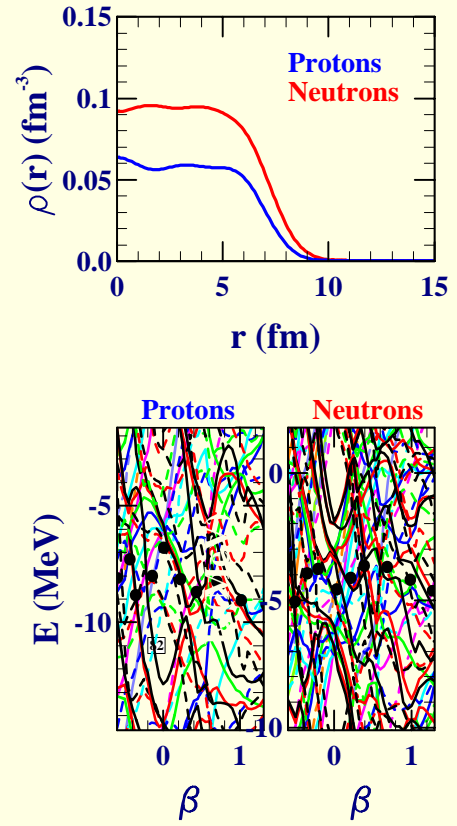 ρ(r) (fm⁻³)
0.15
0.1
0.05
0.0
Protons
Neutrons
0 5 10 15
r (fm)
Protons Neutrons
E (MeV)
-5
-10
82
0
-5
-10
0 1 0 1
β β